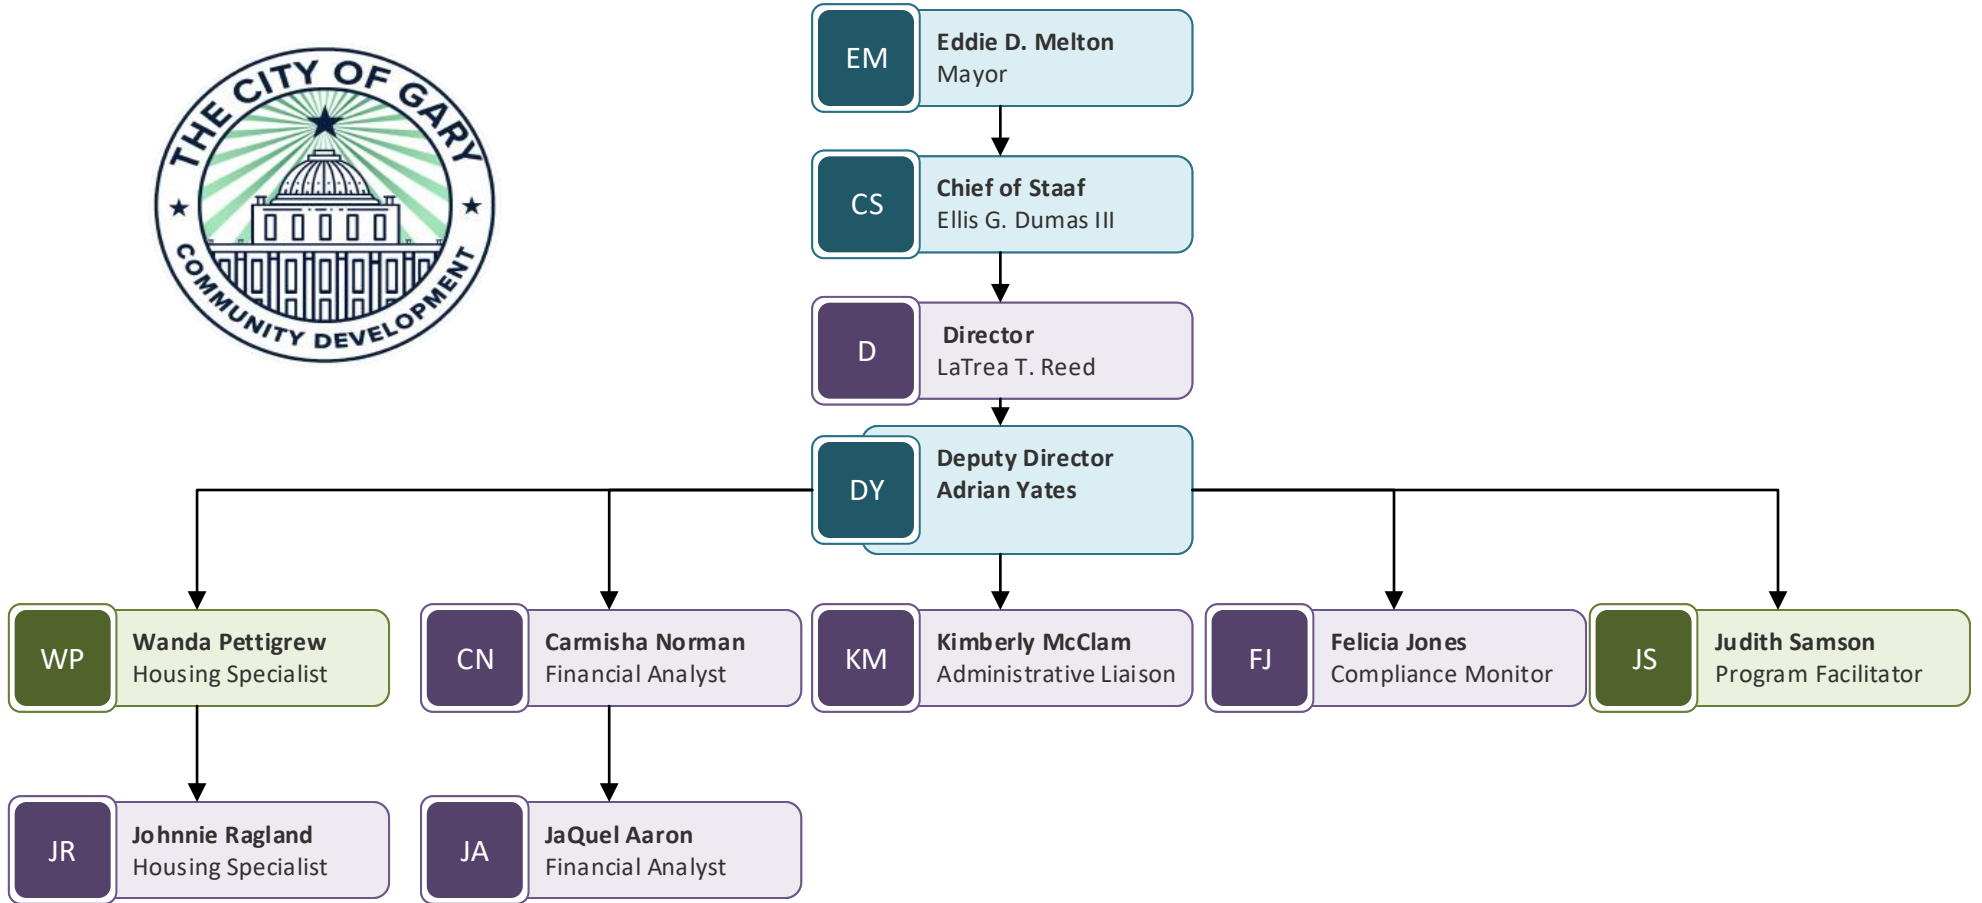 THE CITY OF GARY
COMMUNITY DEVELOPMENT
EM
Eddie D. Melton
Mayor
CS
Chief of Staaf
Ellis G. Dumas III
D
Director
LaTrea T. Reed
DY
Deputy Director
Adrian Yates
WP
Wanda Pettigrew
Housing Specialist
CN
Carmisha Norman
Financial Analyst
KM
Kimberly McClam
Administrative Liaison
FJ
Felicia Jones
Compliance Monitor
JS
Judith Samson
Program Facilitator
JR
Johnnie Ragland
Housing Specialist
JA
JaQuel Aaron
Financial Analyst